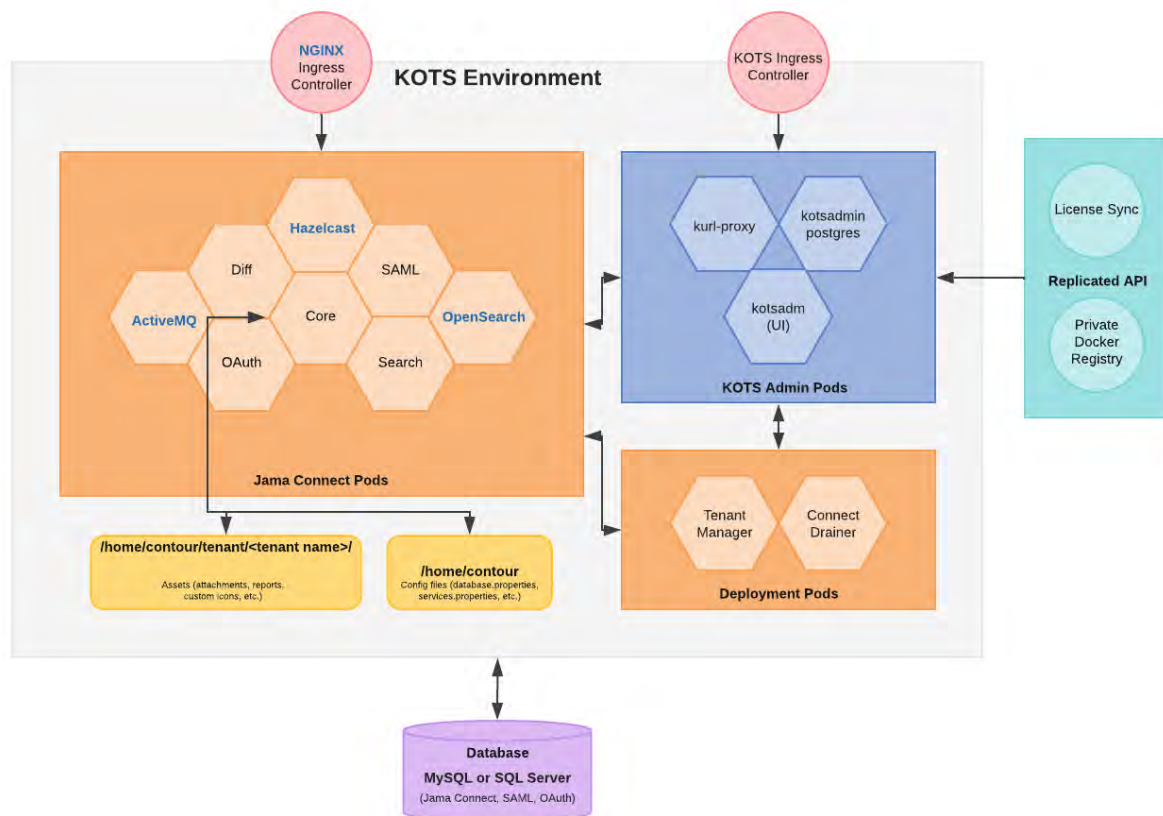 NGINX
Ingress
Controller
KOTS Environment
KOTS Ingress
Controller
Hazelcast
Diff
SAML
ActiveMQ
Core
OpenSearch
OAuth
Search
Jama Connect Pods
kurl-proxy
kotsadmin
postgres
kotsadm
(UI)
KOTS Admin Pods
License Sync
Replicated API
Private
Docker
Registry
Tenant
Manager
Connect
Drainer
Deployment Pods
/home/contour/tenant/<tenant name>/
Assets (attachments, reports,
custom icons, etc.)
/home/contour
Config files (database.properties,
services.properties, etc.)
Database
MySQL or SQL Server
(Jama Connect, SAML, OAuth)